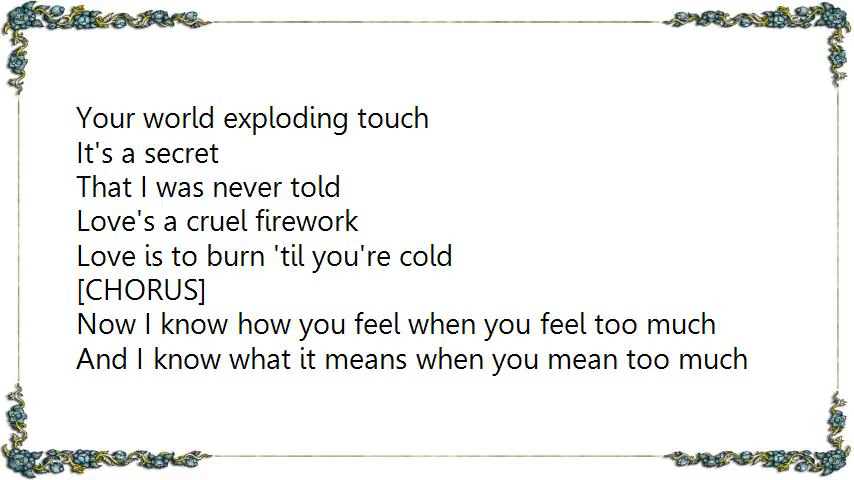 Your world exploding touch
It's a secret
That I was never told
Love's a cruel firework
Love is to burn 'til you're cold
[CHORUS]
Now I know how you feel when you feel too much
And I know what it means when you mean too much